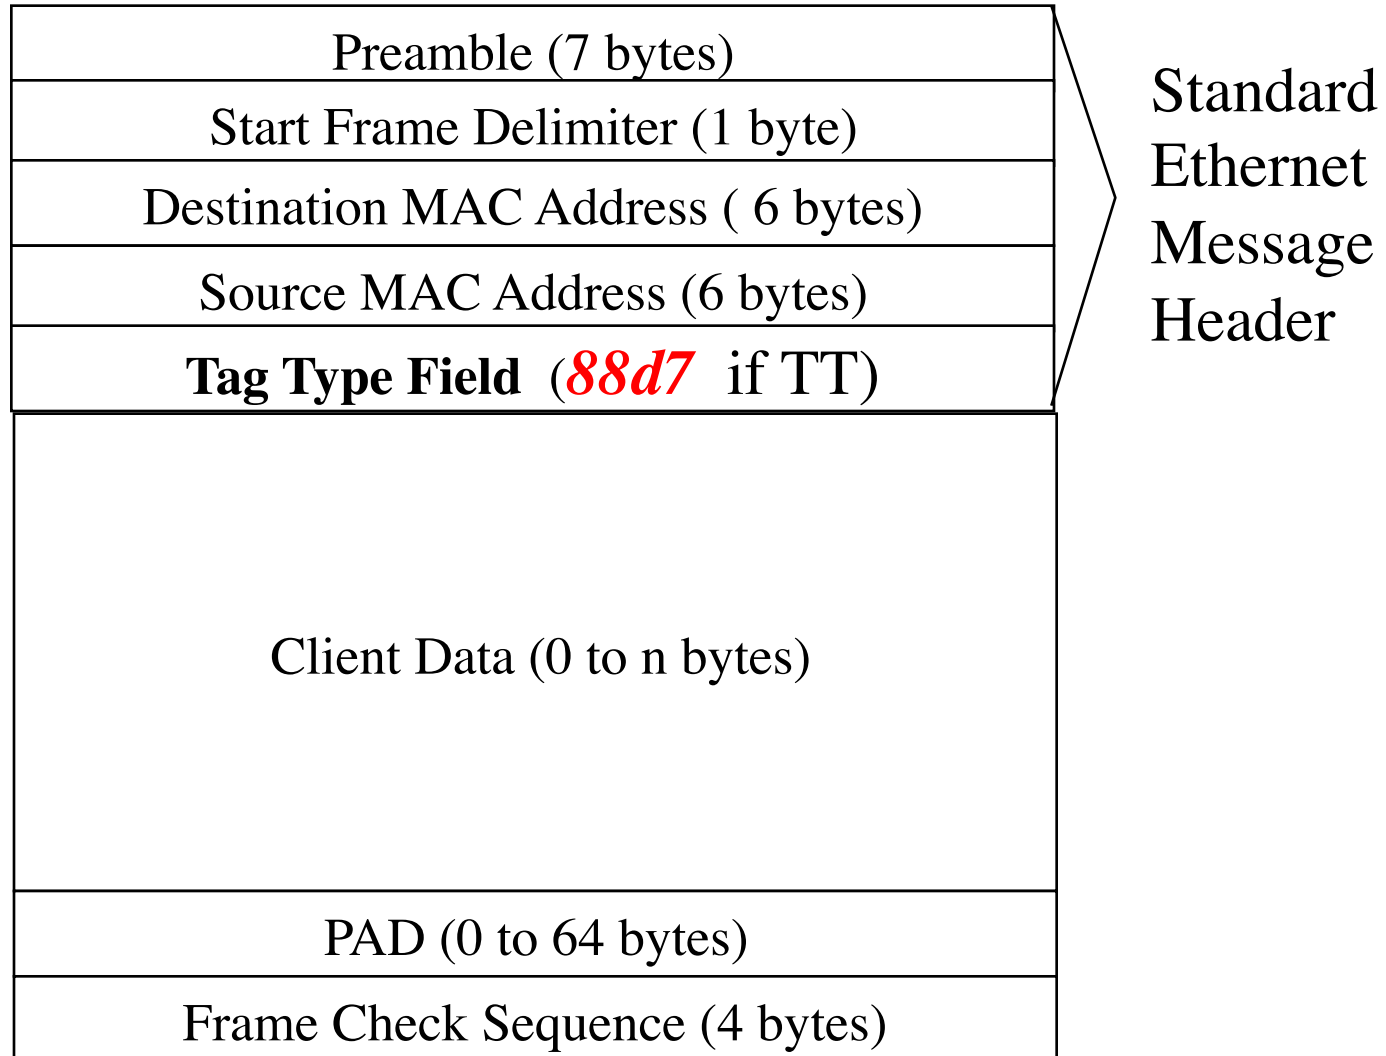 Preamble (7 bytes)
Start Frame Delimiter (1 byte)
Destination MAC Address ( 6 bytes)
Source MAC Address (6 bytes)
Tag Type Field (88d7 if TT)
Standard
Ethernet
Message
Header
Client Data (0 to n bytes)
PAD (0 to 64 bytes)
Frame Check Sequence (4 bytes)